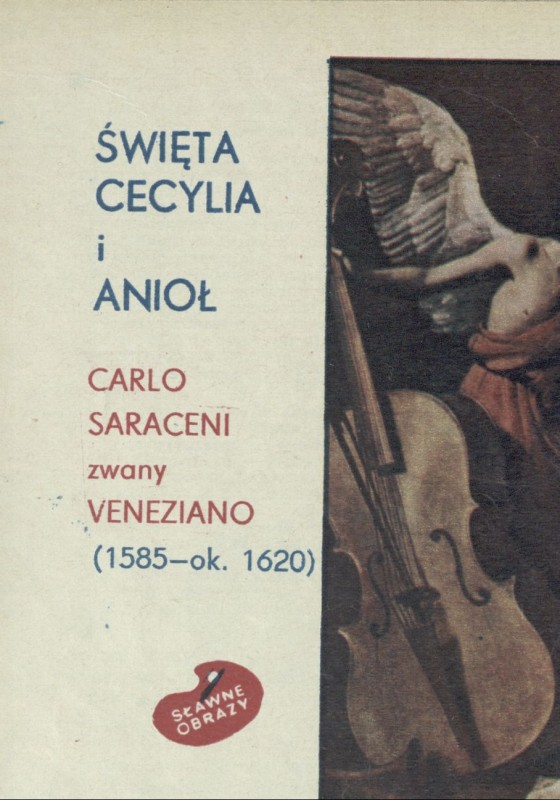 ŚWIĘTA
CECYLIA
i
ANIOŁ
CARLO
SARACENI
zwany
VENEZIANO
(1585–ok. 1620)
SŁAWNE
OBRAZY